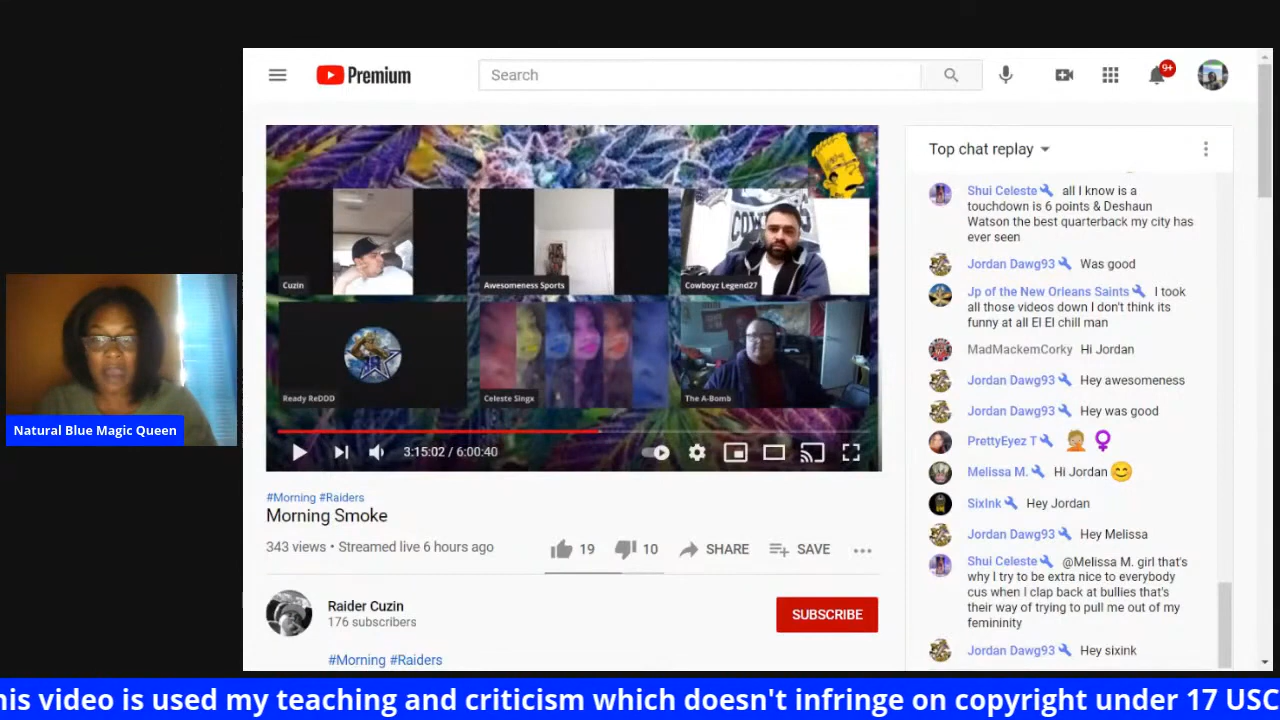 Premium
Search
9+
Top chat replay
Shui Celeste all I know is a
touchdown is 6 points & Deshaun
Watson the best quarterback my city has
ever seen
Jordan Dawg93 Was good
Jp of the New Orleans Saints I took
all those videos down I don't think its
funny at all El El chill man
MadMackemCorky Hi Jordan
Jordan Dawg93 Hey awesomeness
Jordan Dawg93 Hey was good
PrettyEyez T 🤦🏼‍♀️
Melissa M. Hi Jordan 😊
SixInk Hey Jordan
Jordan Dawg93 Hey Melissa
Shui Celeste @Melissa M. girl that's
why I try to be extra nice to everybody
cus when I clap back at bullies that's
their way of trying to pull me out of my
femininity
Jordan Dawg93 Hey sixink
Cuzin
Awesomeness Sports
Cowboyz Legend27
Ready ReDDD
Celeste Singx
The A-Bomb
3:15:02 / 6:00:40
#Morning #Raiders
Morning Smoke
343 views • Streamed live 6 hours ago
19
10
SHARE
SAVE
Raider Cuzin
176 subscribers
SUBSCRIBE
#Morning #Raiders
Natural Blue Magic Queen
his video is used my teaching and criticism which doesn't infringe on copyright under 17 USC